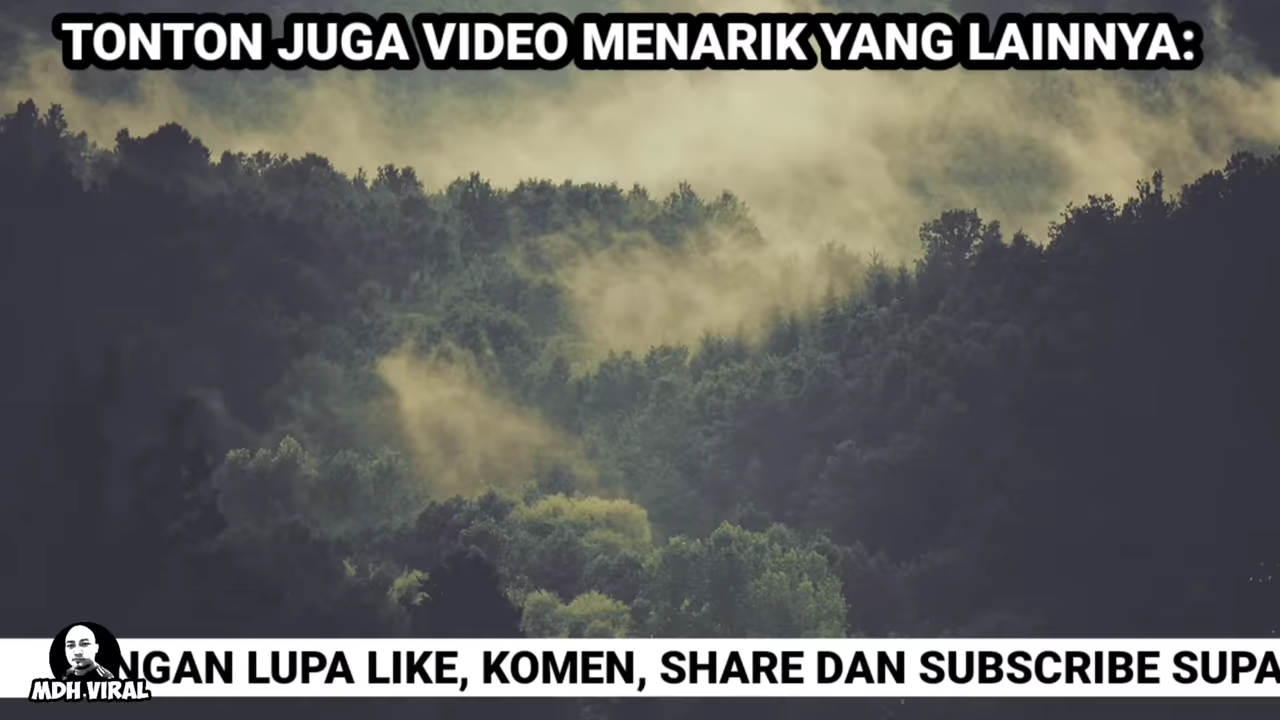 TONTON JUGA VIDEO MENARIK YANG LAINNYA:
NGAN LUPA LIKE, KOMEN, SHARE DAN SUBSCRIBE SUPA
MDH.VIRAL